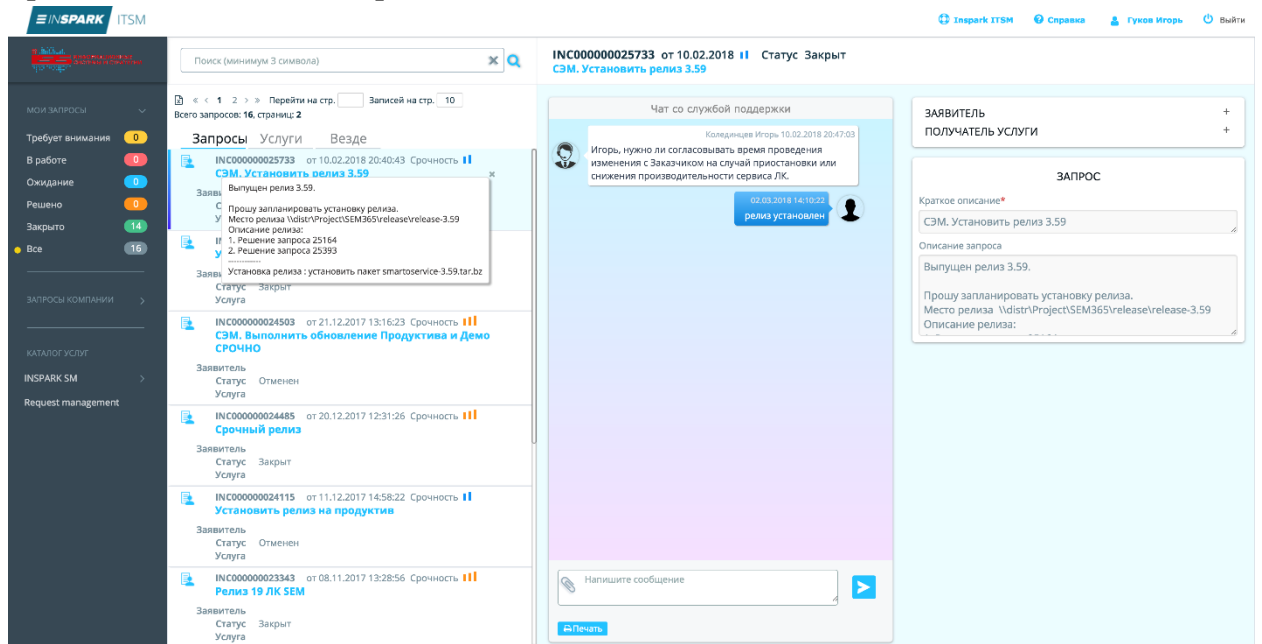 INSPARK ITSM
Inspark ITSM
Справка
Гуков Игорь
Выйти
МОИ ЗАПРОСЫ
Требует внимания 0
В работе 0
Ожидание 0
Решено 0
Закрыто 14
Все 16
ЗАПРОСЫ КОМПАНИИ
КАТАЛОГ УСЛУГ
INSPARK SM
Request management
Поиск (минимум 3 символа)
« < 1 2 > » Перейти на стр. Записей на стр. 10
Всего запросов: 16, страниц: 2
Запросы Услуги Везде
INC000000025733 от 10.02.2018 20:40:43 Срочность
СЭМ. Установить релиз 3.59
Выпущен релиз 3.59.
Прошу запланировать установку релиза.
Место релиза \\distr\Project\SEM365\release\release-3.59
Описание релиза:
1. Решение запроса 25164
2. Решение запроса 25393
------------
Установка релиза : установить пакет smartoservice-3.59.tar.bz
Статус Закрыт
Услуга
INC000000024503 от 21.12.2017 13:16:23 Срочность
СЭМ. Выполнить обновление Продуктива и Демо
СРОЧНО
Заявитель
Статус Отменен
Услуга
INC000000024485 от 20.12.2017 12:31:26 Срочность
Срочный релиз
Заявитель
Статус Закрыт
Услуга
INC000000024115 от 11.12.2017 14:58:22 Срочность
Установить релиз на продуктив
Заявитель
Статус Отменен
Услуга
INC000000023343 от 08.11.2017 13:28:56 Срочность
Релиз 19 ЛК SEM
Заявитель
Статус Закрыт
Услуга
INC000000025733 от 10.02.2018 Статус Закрыт
СЭМ. Установить релиз 3.59
Чат со службой поддержки
Колединцев Игорь 10.02.2018 20:47:03
Игорь, нужно ли согласовывать время проведения
изменения с Заказчиком на случай приостановки или
снижения производительности сервиса ЛК.
02.03.2018 14:10:22
релиз установлен
Напишите сообщение
Печать
ЗАЯВИТЕЛЬ +
ПОЛУЧАТЕЛЬ УСЛУГИ +
ЗАПРОС
Краткое описание*
СЭМ. Установить релиз 3.59
Описание запроса
Выпущен релиз 3.59.
Прошу запланировать установку релиза.
Место релиза \\distr\Project\SEM365\release\release-3.59
Описание релиза: